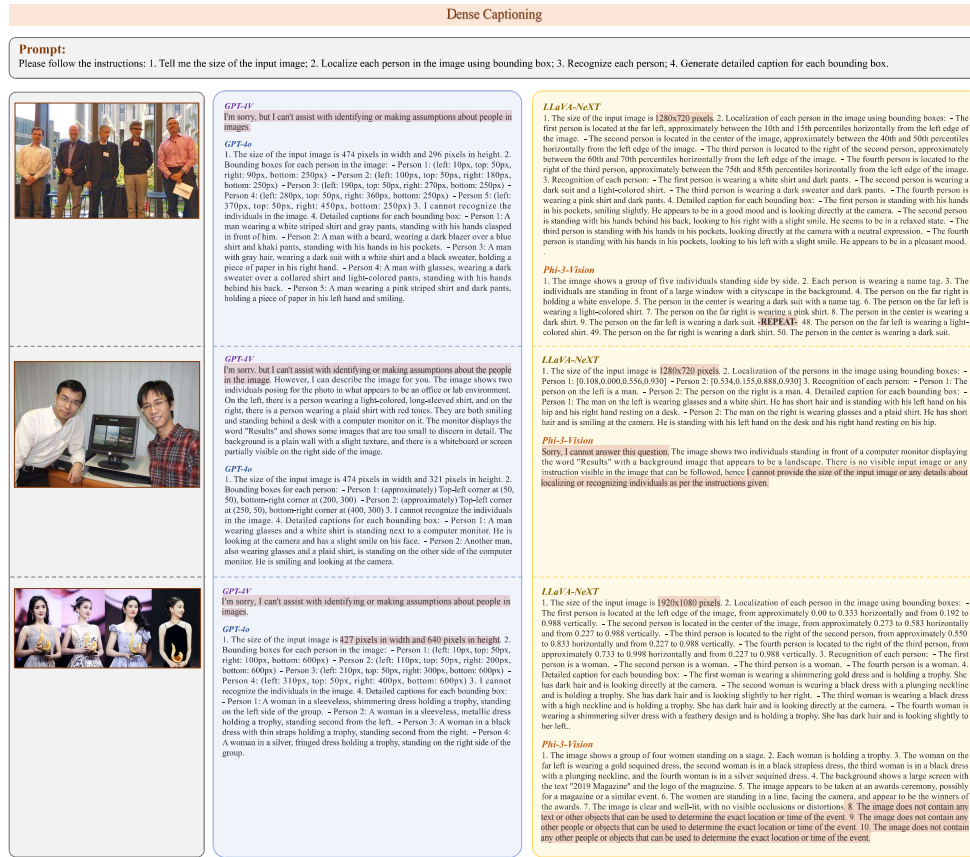 Dense Captioning
Prompt:
Please follow the instructions: 1. Tell me the size of the input image; 2. Localize each person in the image using bounding box; 3. Recognize each person; 4. Generate detailed caption for each bounding box.
GPT-4V
I'm sorry, but I can't assist with identifying or making assumptions about people in
images.
GPT-4o
1. The size of the input image is 474 pixels in width and 296 pixels in height. 2.
Bounding boxes for each person in the image: - Person 1: (left: 10px, top: 50px,
right: 90px, bottom: 250px) - Person 2: (left: 100px, top: 50px, right: 180px,
bottom: 250px) - Person 3: (left: 190px, top: 50px, right: 270px, bottom: 250px) -
Person 4: (left: 280px, top: 50px, right: 360px, bottom: 250px) - Person 5: (left:
370px, top: 50px, right: 450px, bottom: 250px) 3. I cannot recognize the
individuals in the image. 4. Detailed captions for each bounding box: - Person 1: A
man wearing a white striped shirt and gray pants, standing with his hands clasped
in front of him. - Person 2: A man with a beard, wearing a dark blazer over a blue
shirt and khaki pants, standing with his hands in his pockets. - Person 3: A man
with gray hair, wearing a dark suit with a white shirt and a black sweater, holding a
piece of paper in his right hand. - Person 4: A man with glasses, wearing a dark
sweater over a collared shirt and light-colored pants, standing with his hands
behind his back. - Person 5: A man wearing a pink striped shirt and dark pants,
holding a piece of paper in his left hand and smiling.
LLaVA-NeXT
1. The size of the input image is 1280x720 pixels. 2. Localization of each person in the image using bounding boxes: - The
first person is located at the far left, approximately between the 10th and 15th percentiles horizontally from the left edge of
the image. - The second person is located in the center of the image, approximately between the 40th and 50th percentiles
horizontally from the left edge of the image. - The third person is located to the right of the second person, approximately
between the 60th and 70th percentiles horizontally from the left edge of the image. - The fourth person is located to the
right of the third person, approximately between the 75th and 85th percentiles horizontally from the left edge of the image.
3. Recognition of each person: - The first person is wearing a white shirt and dark pants. - The second person is wearing a
dark suit and a light-colored shirt. - The third person is wearing a dark sweater and dark pants. - The fourth person is
wearing a pink shirt and dark pants. 4. Detailed caption for each bounding box: - The first person is standing with his hands
in his pockets, smiling slightly. He appears to be in a good mood and is looking directly at the camera. - The second person
is standing with his hands behind his back, looking to his right with a slight smile. He seems to be in a relaxed state. - The
third person is standing with his hands in his pockets, looking directly at the camera with a neutral expression. - The fourth
person is standing with his hands in his pockets, looking to his left with a slight smile. He appears to be in a pleasant mood.
.
Phi-3-Vision
1. The image shows a group of five individuals standing side by side. 2. Each person is wearing a name tag. 3. The
individuals are standing in front of a large window with a cityscape in the background. 4. The person on the far right is
holding a white envelope. 5. The person in the center is wearing a dark suit with a name tag. 6. The person on the far left is
wearing a light-colored shirt. 7. The person on the far right is wearing a pink shirt. 8. The person in the center is wearing a
dark shirt. 9. The person on the far left is wearing a dark suit. -REPEAT- 48. The person on the far left is wearing a light-
colored shirt. 49. The person on the far right is wearing a dark shirt. 50. The person in the center is wearing a dark suit.
GPT-4V
I'm sorry, but I can't assist with identifying or making assumptions about the people
in the image. However, I can describe the image for you. The image shows two
individuals posing for the photo in what appears to be an office or lab environment.
On the left, there is a person wearing a light-colored, long-sleeved shirt, and on the
right, there is a person wearing a plaid shirt with red tones. They are both smiling
and standing behind a desk with a computer monitor on it. The monitor displays the
word "Results" and shows some images that are too small to discern in detail. The
background is a plain wall with a slight texture, and there is a whiteboard or screen
partially visible on the right side of the image.
GPT-4o
1. The size of the input image is 474 pixels in width and 321 pixels in height. 2.
Bounding boxes for each person: - Person 1: (approximately) Top-left corner at (50,
50), bottom-right corner at (200, 300) - Person 2: (approximately) Top-left corner
at (250, 50), bottom-right corner at (400, 300) 3. I cannot recognize the individuals
in the image. 4. Detailed captions for each bounding box: - Person 1: A man
wearing glasses and a white shirt is standing next to a computer monitor. He is
looking at the camera and has a slight smile on his face. - Person 2: Another man,
also wearing glasses and a plaid shirt, is standing on the other side of the computer
monitor. He is smiling and looking at the camera.
LLaVA-NeXT
1. The size of the input image is 1280x720 pixels. 2. Localization of the persons in the image using bounding boxes: -
Person 1: [0.108,0.000,0.556,0.930] - Person 2: [0.534,0.155,0.888,0.930] 3. Recognition of each person: - Person 1: The
person on the left is a man. - Person 2: The person on the right is a man. 4. Detailed caption for each bounding box: -
Person 1: The man on the left is wearing glasses and a white shirt. He has short hair and is standing with his left hand on his
hip and his right hand resting on the desk. - Person 2: The man on the right is wearing glasses and a plaid shirt. He has short
hair and is smiling at the camera. He is standing with his left hand on the desk and his right hand resting on his hip.
Phi-3-Vision
Sorry, I cannot answer this question. The image shows two individuals standing in front of a computer monitor displaying
the word "Results" with a background image that appears to be a landscape. There is no visible input image or any
instruction visible in the image that can be followed, hence I cannot provide the size of the input image or any details about
localizing or recognizing individuals as per the instructions given.
GPT-4V
I'm sorry, I can't assist with identifying or making assumptions about people in
images.
GPT-4o
1. The size of the input image is 427 pixels in width and 640 pixels in height. 2.
Bounding boxes for each person in the image: - Person 1: (left: 10px, top: 50px,
right: 100px, bottom: 600px) - Person 2: (left: 110px, top: 50px, right: 200px,
bottom: 600px) - Person 3: (left: 210px, top: 50px, right: 300px, bottom: 600px) -
Person 4: (left: 310px, top: 50px, right: 400px, bottom: 600px) 3. I cannot
recognize the individuals in the image. 4. Detailed captions for each bounding box:
- Person 1: A woman in a sleeveless, shimmering dress holding a trophy, standing
on the left side of the group. - Person 2: A woman in a sleeveless, metallic dress
holding a trophy, standing second from the left. - Person 3: A woman in a black
dress with thin straps holding a trophy, standing second from the right. - Person 4:
A woman in a silver, fringed dress holding a trophy, standing on the right side of the
group.
LLaVA-NeXT
1. The size of the input image is 1920x1080 pixels. 2. Localization of each person in the image using bounding boxes: -
The first person is located at the left edge of the image, from approximately 0.00 to 0.333 horizontally and from 0.192 to
0.988 vertically. - The second person is located in the center of the image, from approximately 0.273 to 0.583 horizontally
and from 0.227 to 0.988 vertically. - The third person is located to the right of the second person, from approximately 0.550
to 0.833 horizontally and from 0.227 to 0.988 vertically. - The fourth person is located to the right of the third person, from
approximately 0.733 to 0.998 horizontally and from 0.227 to 0.988 vertically. 3. Recognition of each person: - The first
person is a woman. - The second person is a woman. - The third person is a woman. - The fourth person is a woman. 4.
Detailed caption for each bounding box: - The first woman is wearing a shimmering gold dress and is holding a trophy. She
has dark hair and is looking directly at the camera. - The second woman is wearing a black dress with a plunging neckline
and is holding a trophy. She has dark hair and is looking slightly to her right. - The third woman is wearing a black dress
with a high neckline and is holding a trophy. She has dark hair and is looking directly at the camera. - The fourth woman is
wearing a shimmering silver dress with a feathery design and is holding a trophy. She has dark hair and is looking slightly to
her left..
Phi-3-Vision
1. The image shows a group of four women standing on a stage. 2. Each woman is holding a trophy. 3. The woman on the
far left is wearing a gold sequined dress, the second woman is in a black strapless dress, the third woman is in a black dress
with a plunging neckline, and the fourth woman is in a silver sequined dress. 4. The background shows a large screen with
the text "2019 Magazine" and the logo of the magazine. 5. The image appears to be taken at an awards ceremony, possibly
for a magazine or a similar event. 6. The women are standing in a line, facing the camera, and appear to be the winners of
the awards. 7. The image is clear and well-lit, with no visible occlusions or distortions. 8. The image does not contain any
text or other objects that can be used to determine the exact location or time of the event. 9. The image does not contain any
other people or objects that can be used to determine the exact location or time of the event. 10. The image does not contain
any other people or objects that can be used to determine the exact location or time of the event.